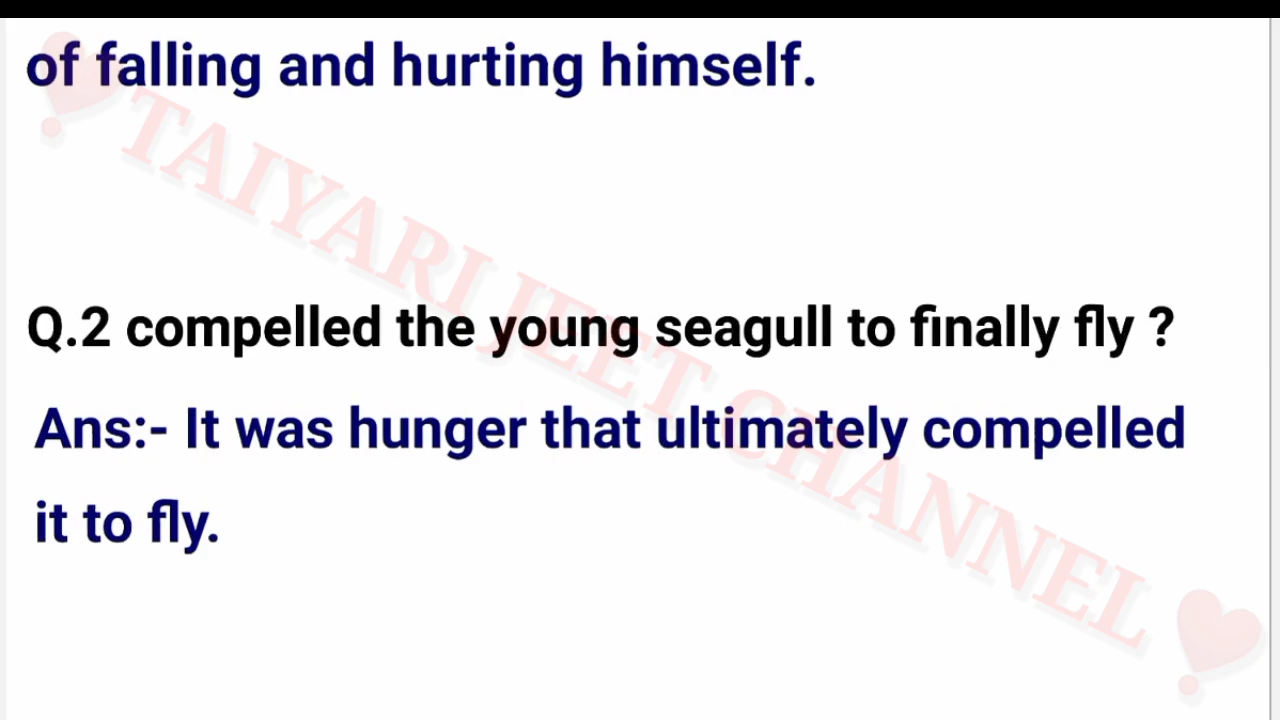 of falling and hurting himself.
TAIYARI JEET CHANNEL
Q.2 compelled the young seagull to finally fly ?
Ans:- It was hunger that ultimately compelled
it to fly.